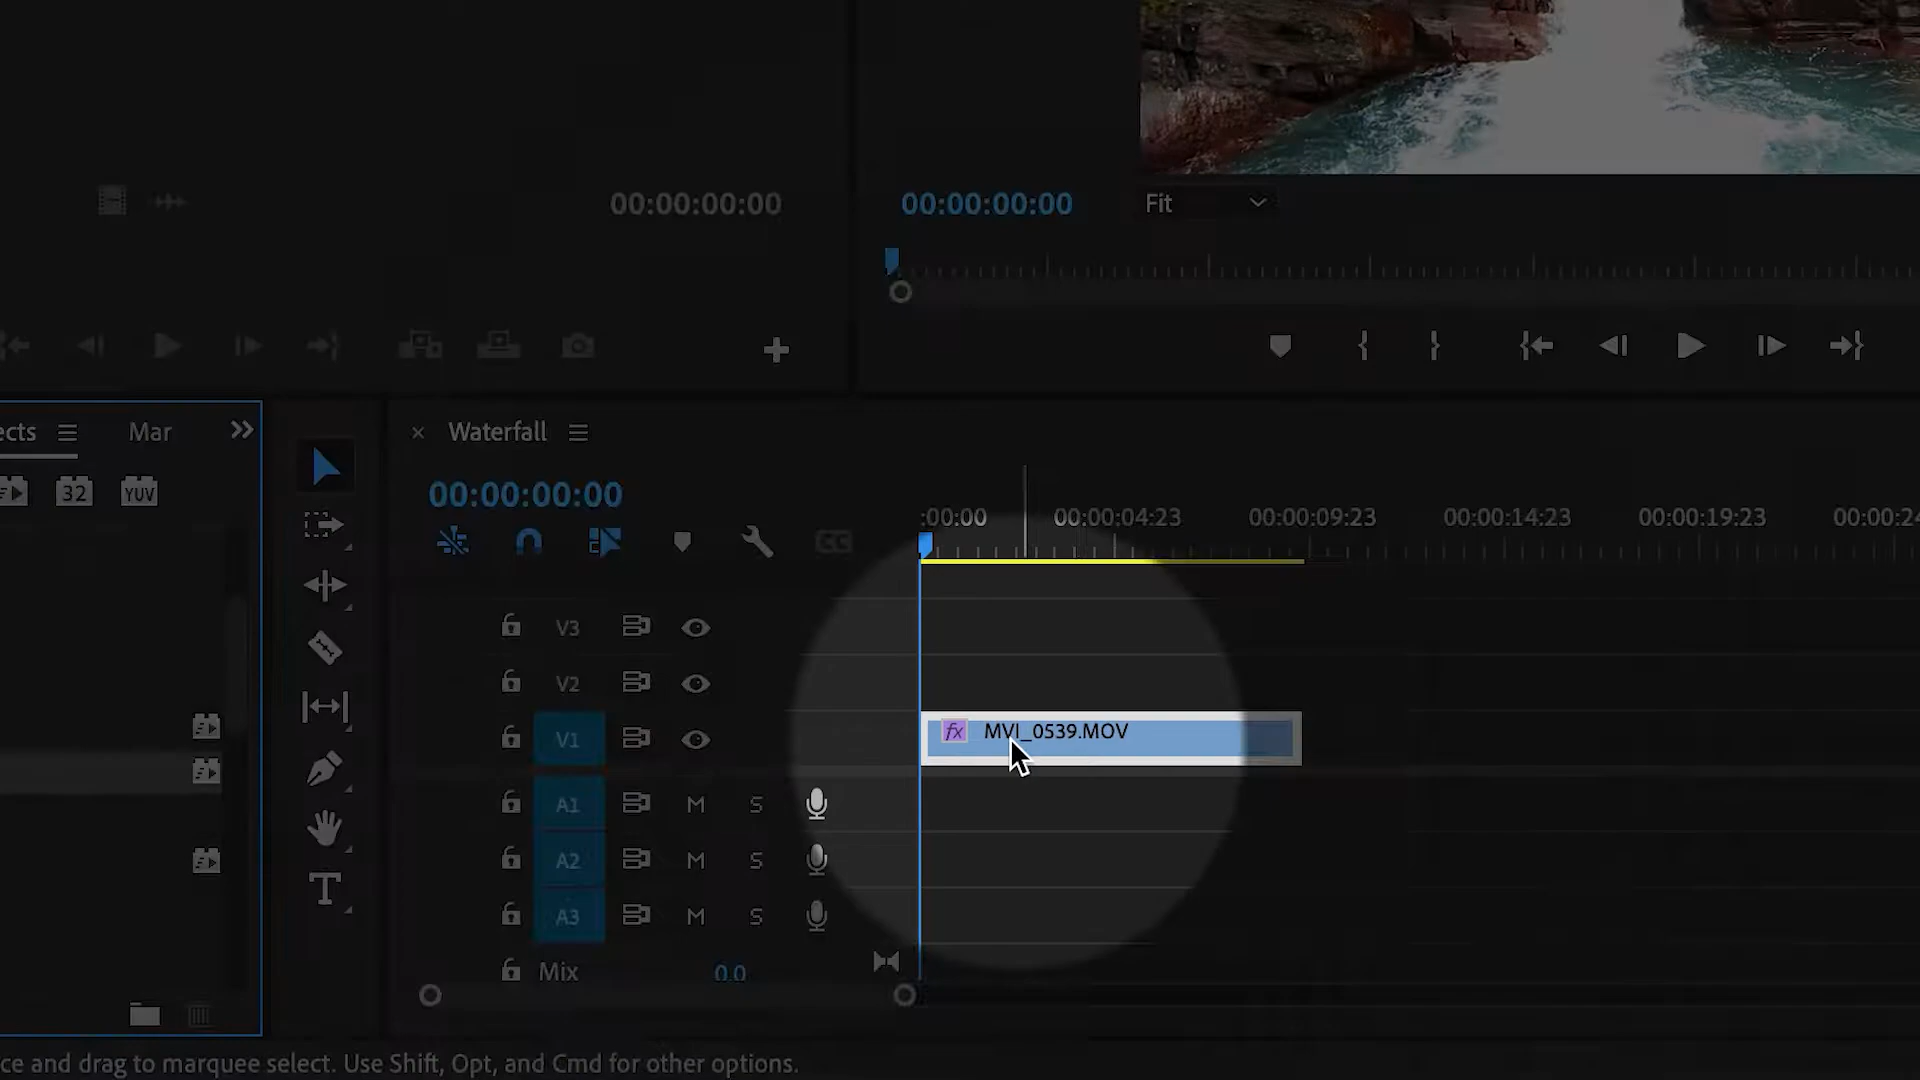 00:00:00:00
00:00:00:00
Fit
ects
Mar
32
YUV
Waterfall
00:00:00:00
CC
:00:00
00:00:04:23
00:00:09:23
00:00:14:23
00:00:19:23
00:00:24
V3
V2
V1
fx MVI_0539.MOV
A1 M S
A2 M S
A3 M S
Mix 0.0
T
ce and drag to marquee select. Use Shift, Opt, and Cmd for other options.